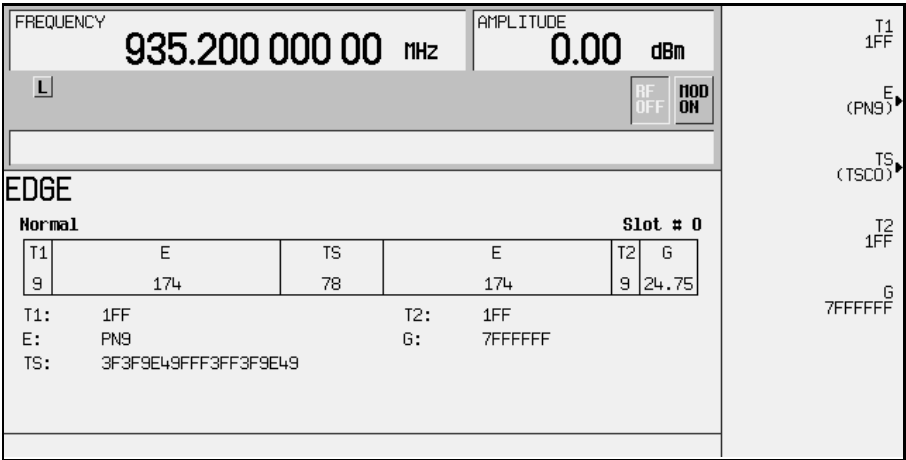 FREQUENCY
935.200 000 00 MHz
AMPLITUDE
0.00 dBm
L
RF OFF
MOD ON
EDGE
Normal
Slot # 0
T1 E TS E T2 G
9 174 78 174 9 24.75
T1: 1FF T2: 1FF
E: PN9 G: 7FFFFFF
TS: 3F3F9E49FFF3FF3F9E49
T1
1FF
E
(PN9)
TS
(TSC0)
T2
1FF
G
7FFFFFF